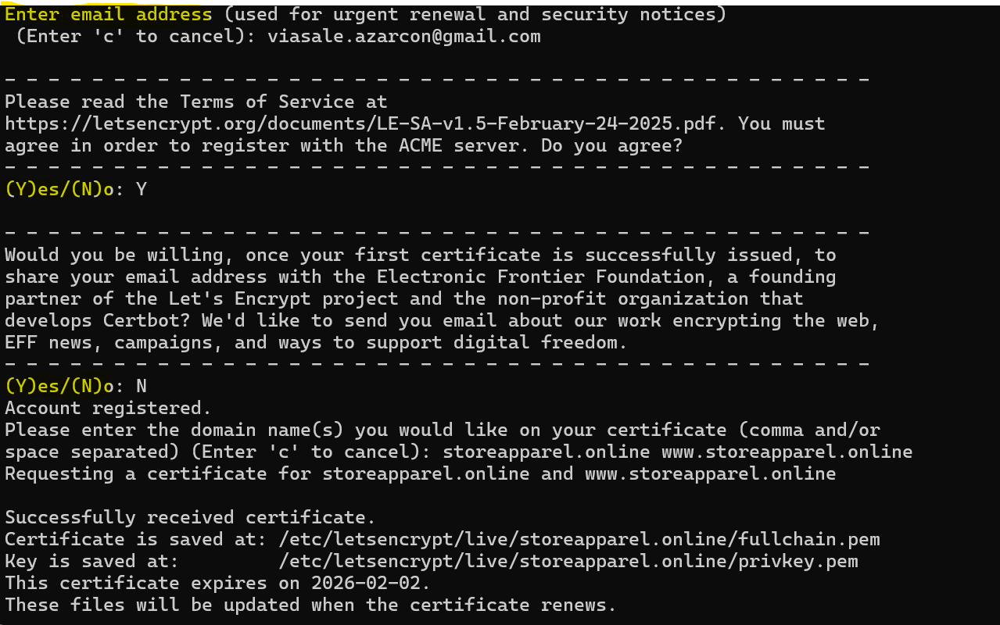 Enter email address (used for urgent renewal and security notices)
(Enter 'c' to cancel): viasale.azarcon@gmail.com
- - - - - - - - - - - - - - - - - - - - - - - - - - - - - - - - - - - - - - - -
Please read the Terms of Service at
https://letsencrypt.org/documents/LE-SA-v1.5-February-24-2025.pdf. You must
agree in order to register with the ACME server. Do you agree?
- - - - - - - - - - - - - - - - - - - - - - - - - - - - - - - - - - - - - - - -
(Y)es/(N)o: Y
- - - - - - - - - - - - - - - - - - - - - - - - - - - - - - - - - - - - - - - -
Would you be willing, once your first certificate is successfully issued, to
share your email address with the Electronic Frontier Foundation, a founding
partner of the Let's Encrypt project and the non-profit organization that
develops Certbot? We'd like to send you email about our work encrypting the web,
EFF news, campaigns, and ways to support digital freedom.
- - - - - - - - - - - - - - - - - - - - - - - - - - - - - - - - - - - - - - - -
(Y)es/(N)o: N
Account registered.
Please enter the domain name(s) you would like on your certificate (comma and/or
space separated) (Enter 'c' to cancel): storeapparel.online www.storeapparel.online
Requesting a certificate for storeapparel.online and www.storeapparel.online
Successfully received certificate.
Certificate is saved at: /etc/letsencrypt/live/storeapparel.online/fullchain.pem
Key is saved at:         /etc/letsencrypt/live/storeapparel.online/privkey.pem
This certificate expires on 2026-02-02.
These files will be updated when the certificate renews.